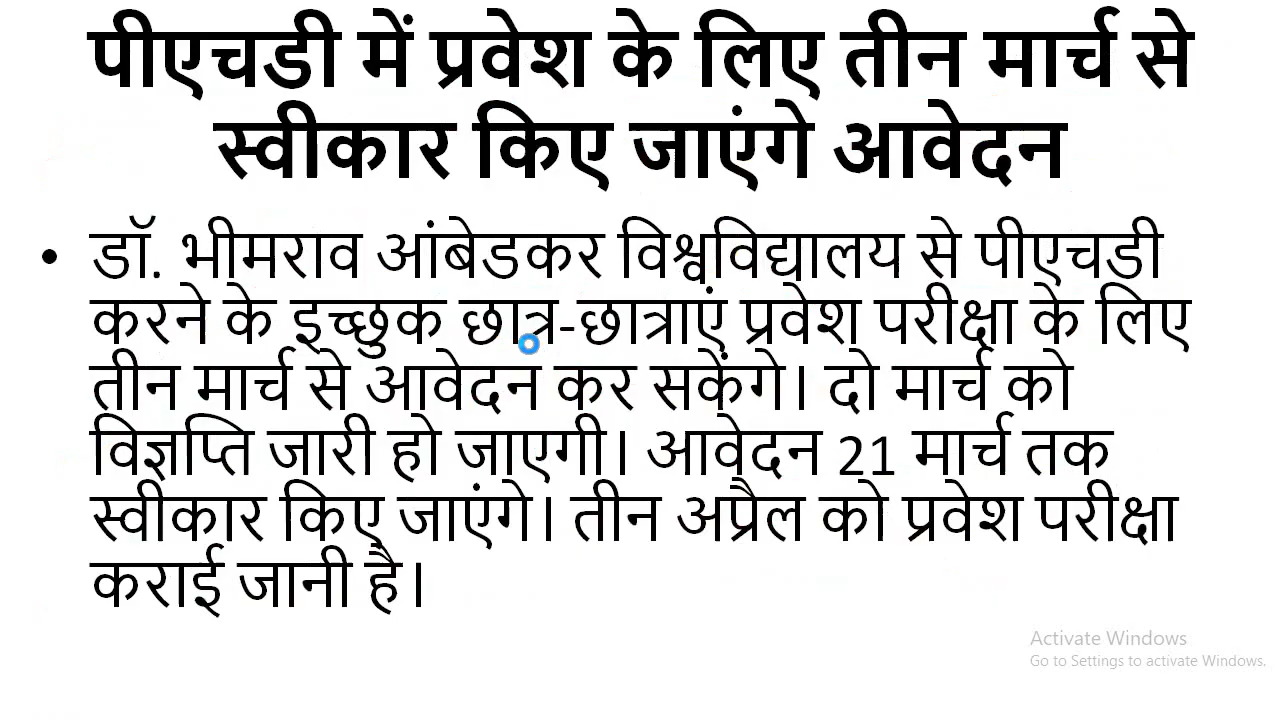 पीएचडी में प्रवेश के लिए तीन मार्च से
स्वीकार किए जाएंगे आवेदन
• डॉ. भीमराव आंबेडकर विश्वविद्यालय से पीएचडी
करने के इच्छुक छात्र-छात्राएं प्रवेश परीक्षा के लिए
तीन मार्च से आवेदन कर सकेंगे। दो मार्च को
विज्ञप्ति जारी हो जाएगी। आवेदन 21 मार्च तक
स्वीकार किए जाएंगे। तीन अप्रैल को प्रवेश परीक्षा
कराई जानी है।
Activate Windows
Go to Settings to activate Windows.